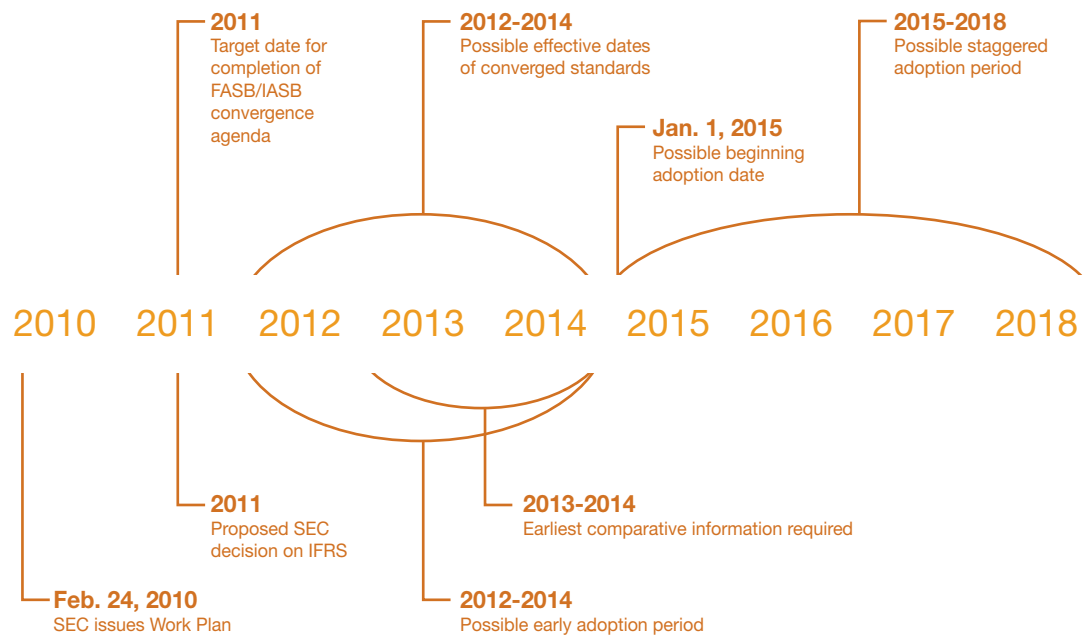 2011
Target date for
completion of
FASB/IASB
convergence
agenda
2012-2014
Possible effective dates
of converged standards
2015-2018
Possible staggered
adoption period
Jan. 1, 2015
Possible beginning
adoption date
2010 2011 2012 2013 2014 2015 2016 2017 2018
2011
Proposed SEC
decision on IFRS
2013-2014
Earliest comparative information required
Feb. 24, 2010
SEC issues Work Plan
2012-2014
Possible early adoption period